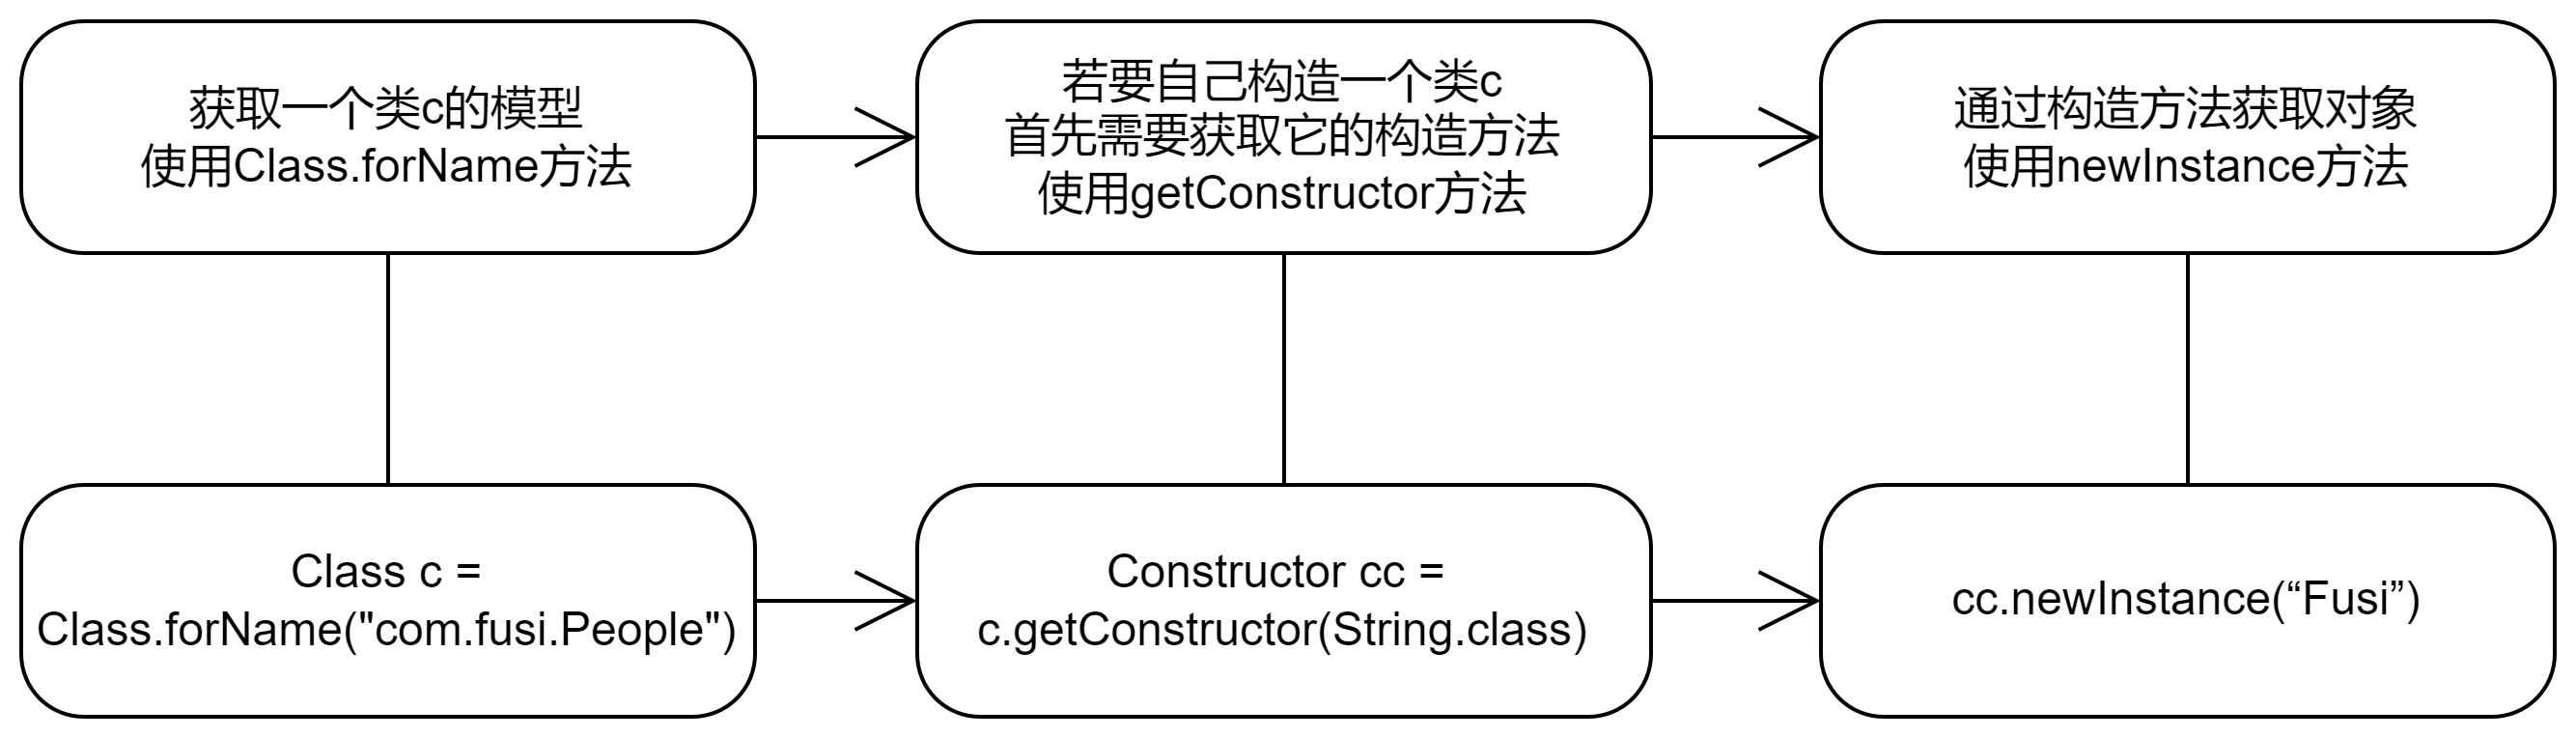 获取一个类c的模型
使用Class.forName方法
若要自己构造一个类c
首先需要获取它的构造方法
使用getConstructor方法
通过构造方法获取对象
使用newInstance方法
Class c =
Class.forName("com.fusi.People")
Constructor cc =
c.getConstructor(String.class)
cc.newInstance(“Fusi”)